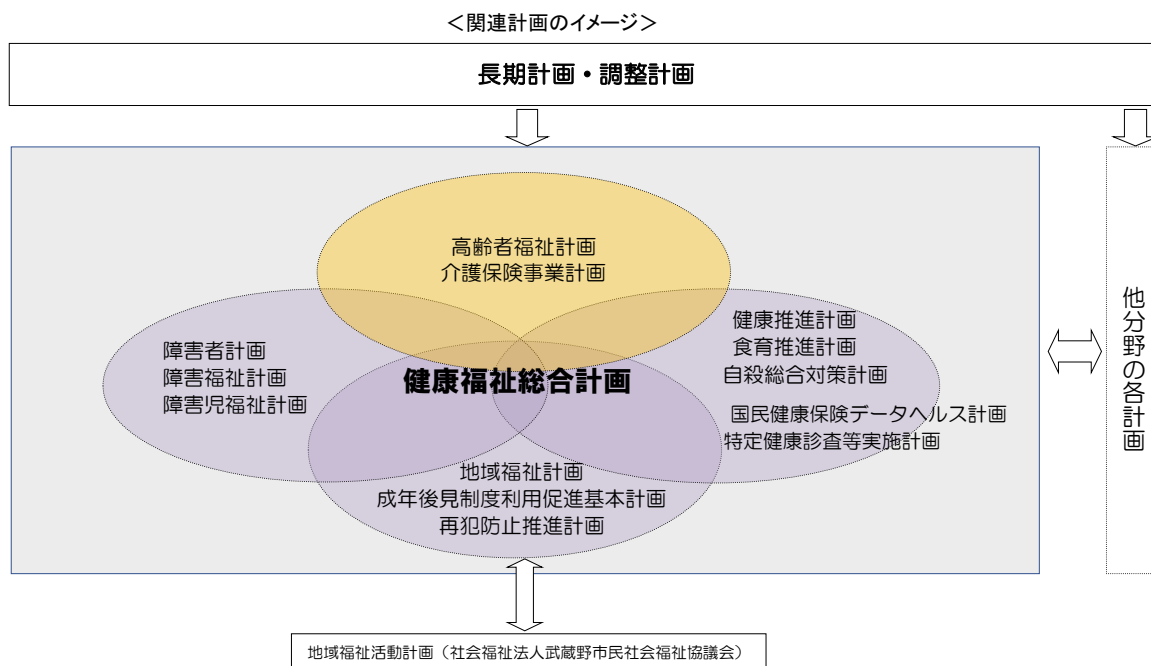 ＜関連計画のイメージ＞
長期計画・調整計画
高齢者福祉計画
介護保険事業計画
障害者計画
障害福祉計画
障害児福祉計画
健康福祉総合計画
健康推進計画
食育推進計画
自殺総合対策計画
国民健康保険データヘルス計画
特定健康診査等実施計画
地域福祉計画
成年後見制度利用促進基本計画
再犯防止推進計画
他分野の各計画
地域福祉活動計画（社会福祉法人武蔵野市民社会福祉協議会）